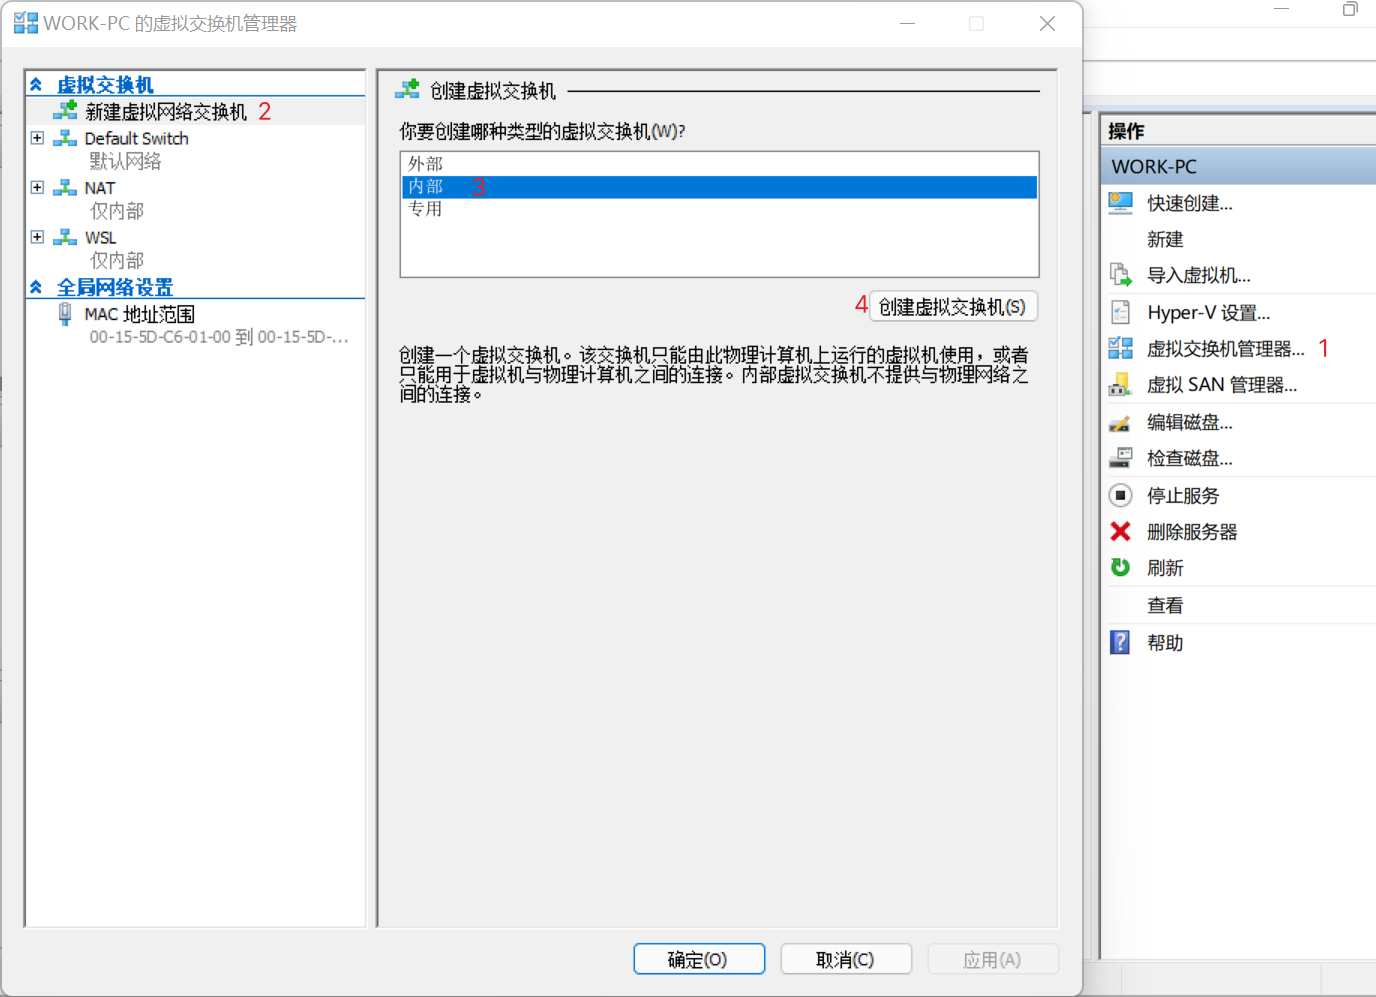 WORK-PC 的虚拟交换机管理器
虚拟交换机
新建虚拟网络交换机 2
Default Switch
默认网络
NAT
仅内部
WSL
仅内部
全局网络设置
MAC 地址范围
00-15-5D-C6-01-00 到 00-15-5D-...
创建虚拟交换机
你要创建哪种类型的虚拟交换机(W)?
外部
内部 3
专用
4 创建虚拟交换机(S)
创建一个虚拟交换机。该交换机只能由此物理计算机上运行的虚拟机使用，或者
只能用于虚拟机与物理计算机之间的连接。内部虚拟交换机不提供与物理网络之
间的连接。
确定(O)
取消(C)
应用(A)
操作
WORK-PC
快速创建...
新建
导入虚拟机...
Hyper-V 设置...
虚拟交换机管理器... 1
虚拟 SAN 管理器...
编辑磁盘...
检查磁盘...
停止服务
删除服务器
刷新
查看
帮助